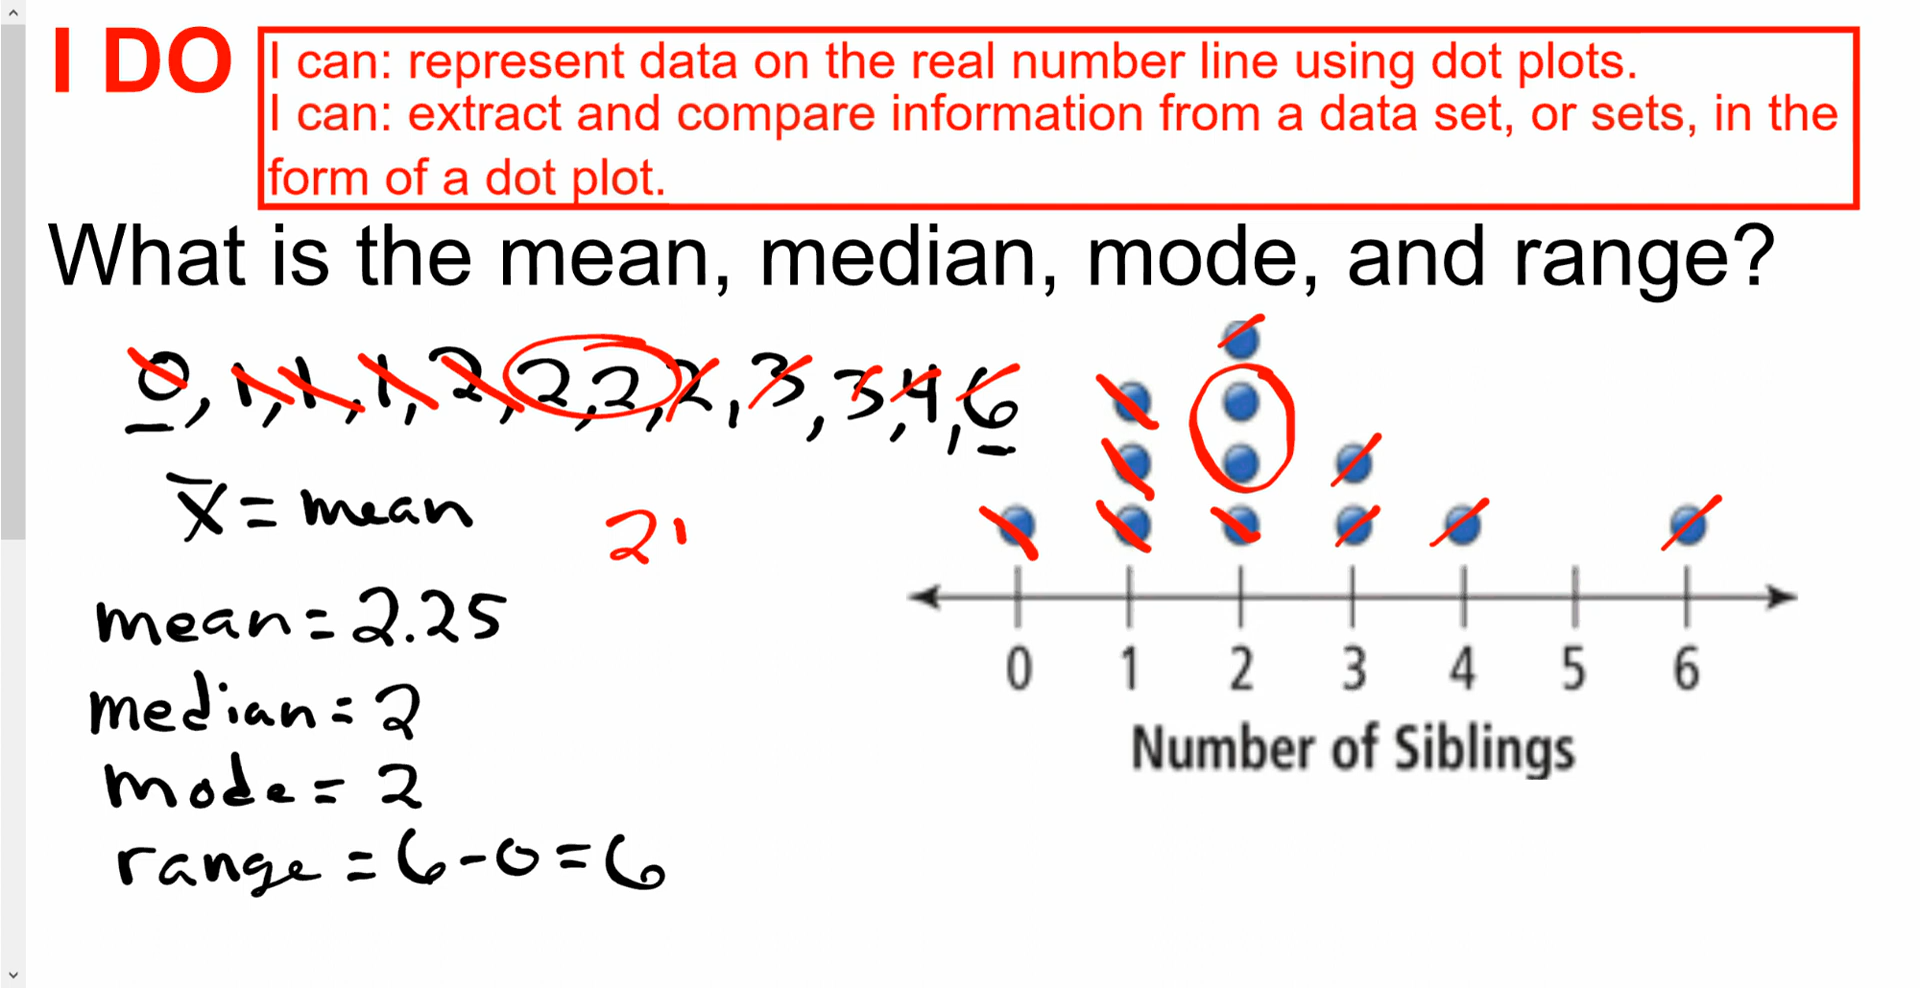 I DO
I can: represent data on the real number line using dot plots.
I can: extract and compare information from a data set, or sets, in the
form of a dot plot.
What is the mean, median, mode, and range?
0, 1, 1, 1, 2, 2, 2, 2, 3, 3, 4, 6
x̄ = mean
2
mean = 2.25
median = 2
mode = 2
range = 6 - 0 = 6
0 1 2 3 4 5 6
Number of Siblings